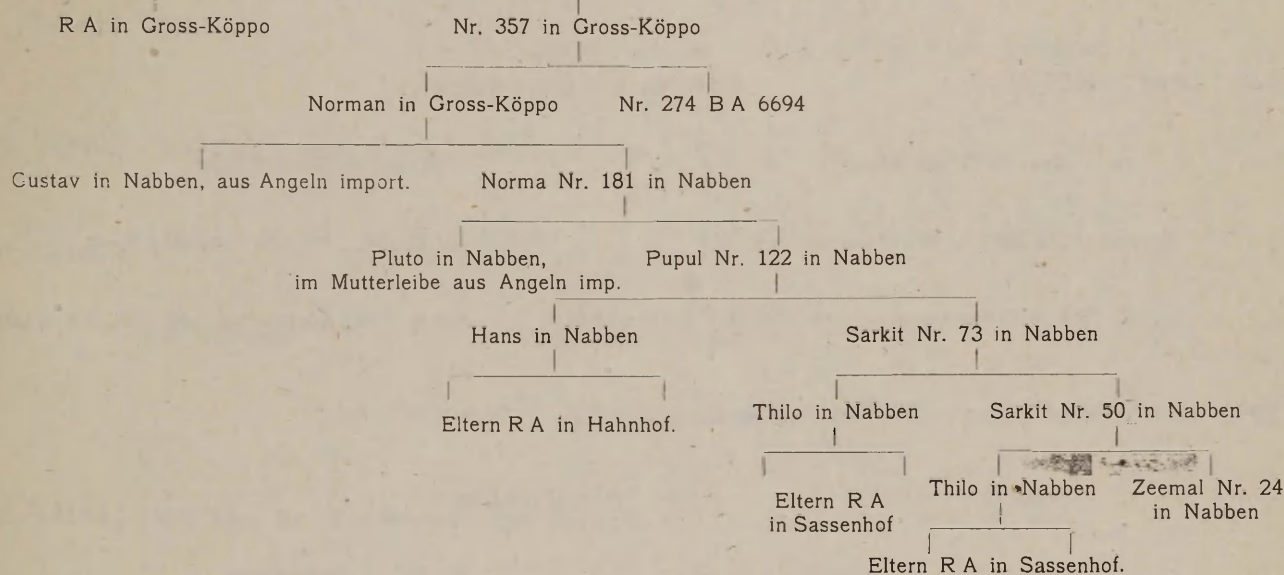 R A in Gross-Köppo Nr. 357 in Gross-Köppo
Norman in Gross-Köppo Nr. 274 B A 6694
Gustav in Nabben, aus Angeln import. Norma Nr. 181 in Nabben
Pluto in Nabben, Pupul Nr. 122 in Nabben
im Mutterleibe aus Angeln imp.
Hans in Nabben Sarkit Nr. 73 in Nabben
Eltern R A in Hahnhof. Thilo in Nabben Sarkit Nr. 50 in Nabben
Eltern R A
in Sassenhof
Thilo in Nabben Zeemal Nr. 24
in Nabben
Eltern R A in Sassenhof.